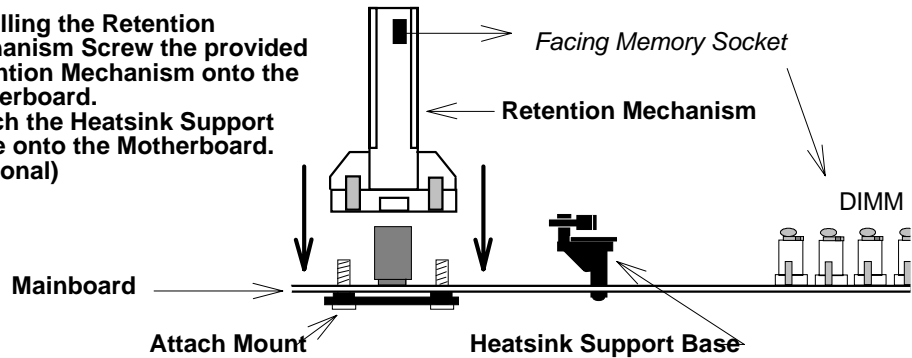 lling the Retention
hanism Screw the provided
ntion Mechanism onto the
herboard.
ch the Heatsink Support
e onto the Motherboard.
onal)
Facing Memory Socket
Retention Mechanism
DIMM
Mainboard
Attach Mount
Heatsink Support Base